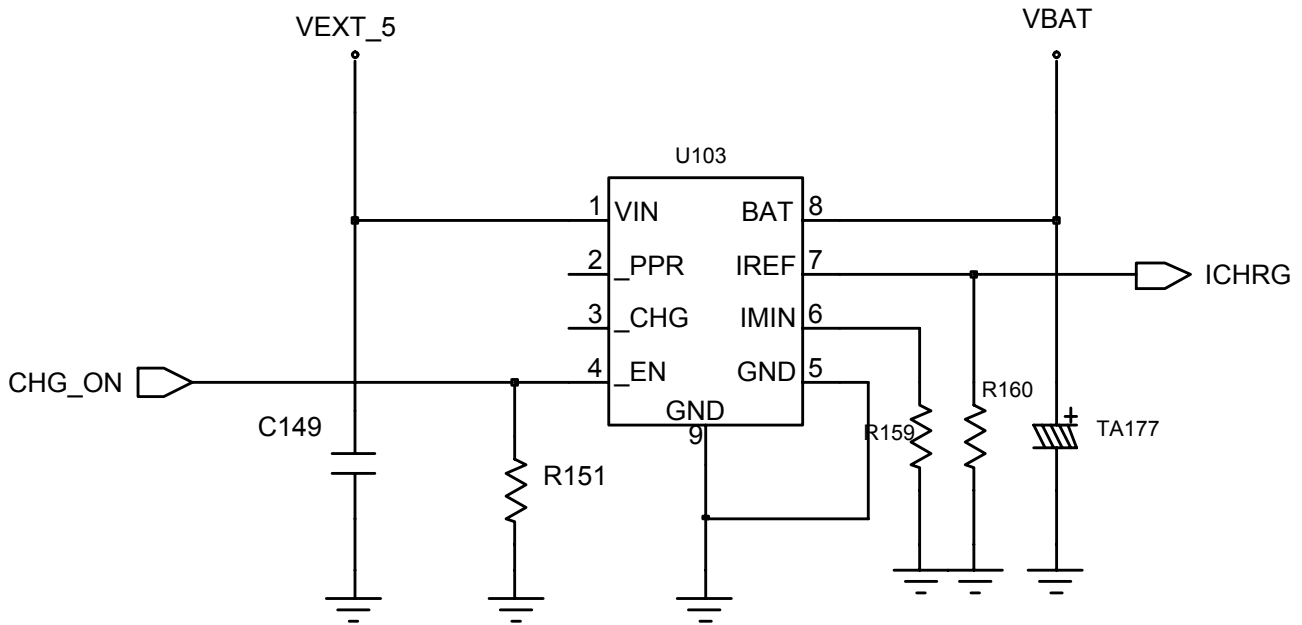 VEXT_5
VBAT
U103
1 VIN
BAT 8
2 _PPR
IREF 7
ICHRG
3 _CHG
IMIN 6
CHG_ON
4 _EN
GND 5
GND
9
C149
R151
R159
R160
+
TA177